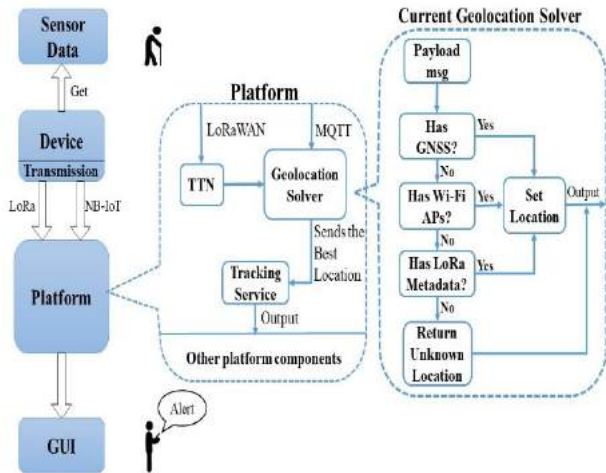 Sensor
Data
Get
Device
Transmission
LoRa
NB-IoT
Platform
GUI
Alert
Platform
LoRaWAN
MQTT
TTN
Geolocation
Solver
Sends the
Best
Location
Tracking
Service
Output
Other platform components
Current Geolocation Solver
Payload
msg
Has
GNSS?
Yes
No
Has Wi-Fi
APs?
Yes
No
Has LoRa
Metadata?
Yes
No
Return
Unknown
Location
Set
Location
Output